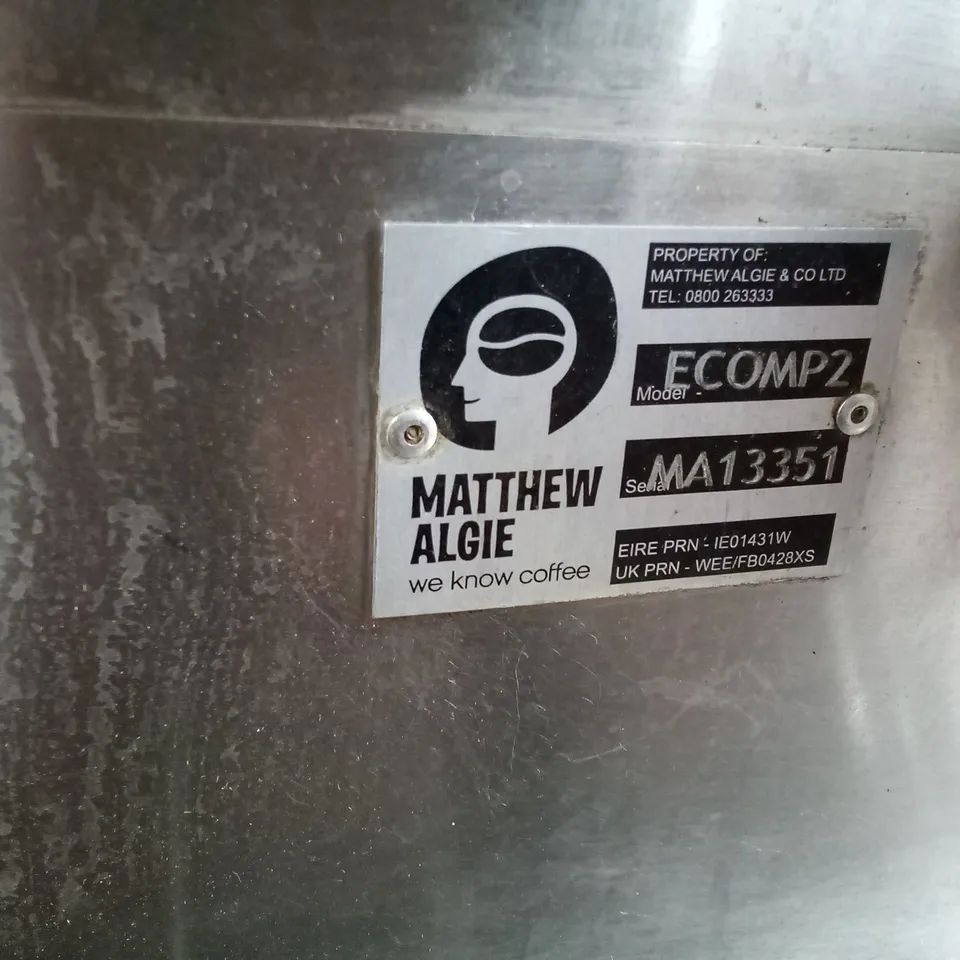 MATTHEW
ALGIE
we know coffee
PROPERTY OF:
MATTHEW ALGIE & CO LTD
TEL: 0800 263333
Model - ECOMP2
Serial MA13351
EIRE PRN - IE01431W
UK PRN - WEE/FB0428XS